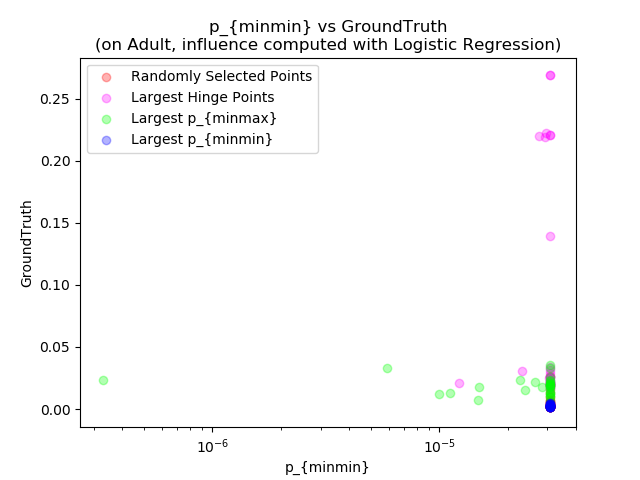 p_{minmin} vs GroundTruth
(on Adult, influence computed with Logistic Regression)
Randomly Selected Points
Largest Hinge Points
Largest p_{minmax}
Largest p_{minmin}
GroundTruth
0.25
0.20
0.15
0.10
0.05
0.00
10⁻⁶
10⁻⁵
p_{minmin}